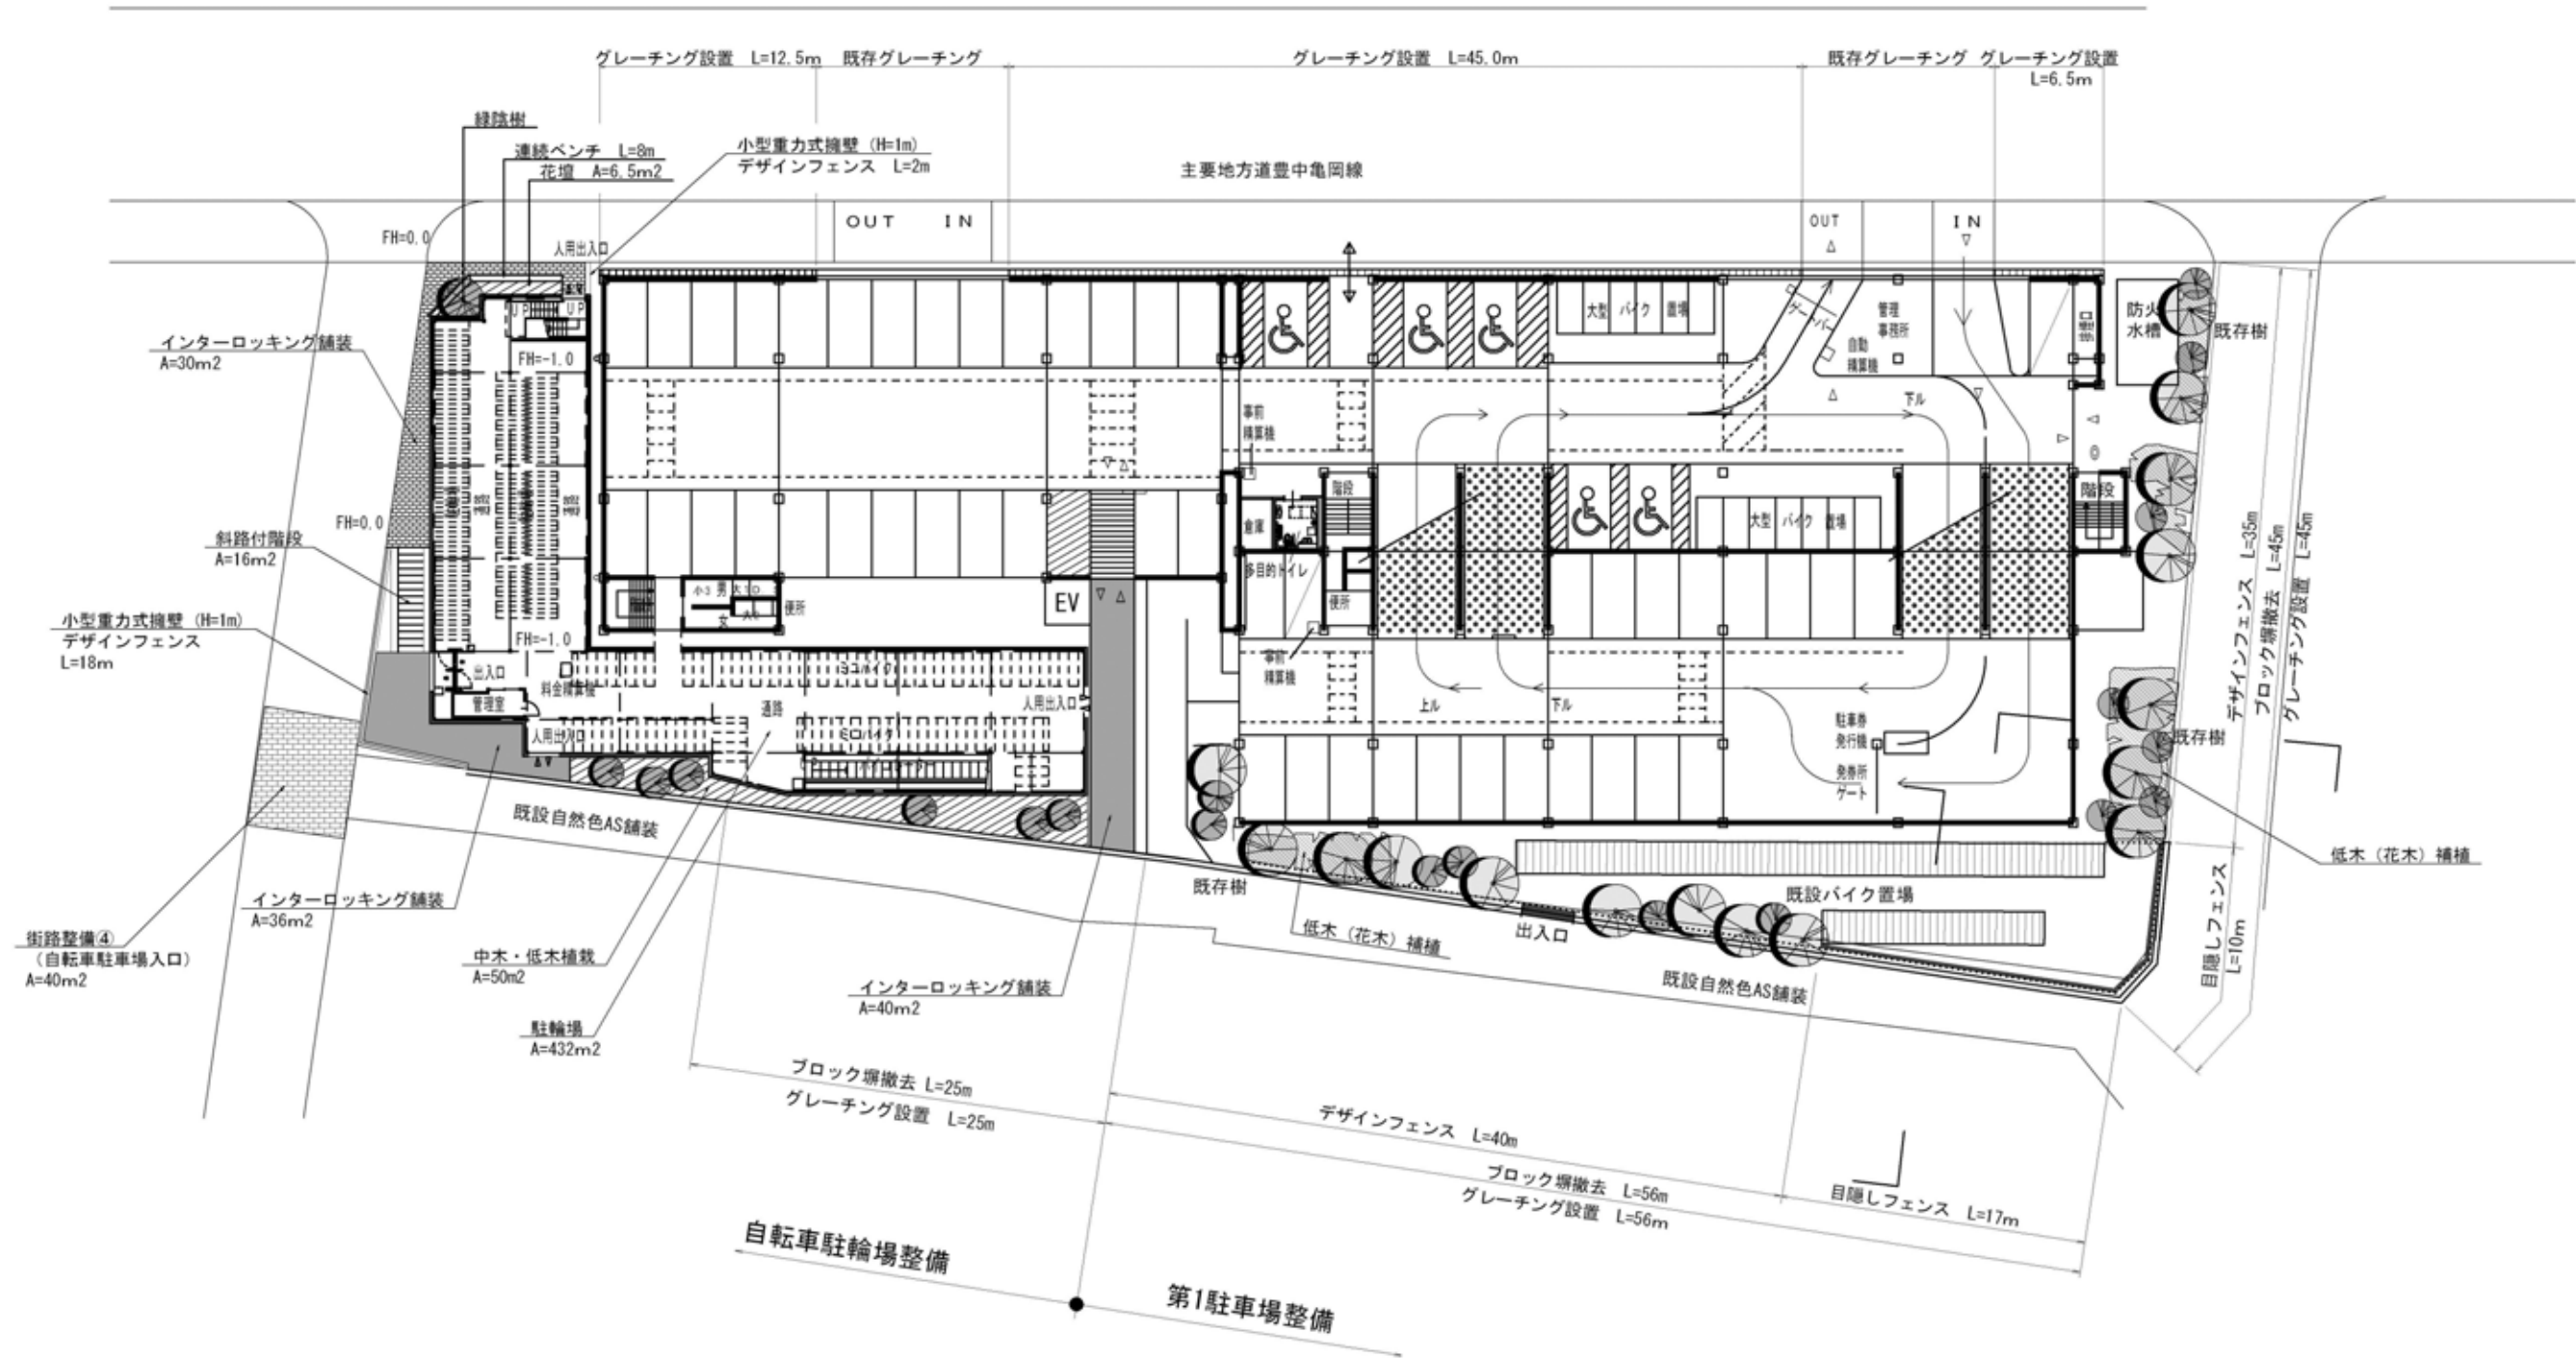 グレーチング設置 L=12.5m
既存グレーチング
グレーチング設置 L=45.0m
既存グレーチング
グレーチング設置
L=6.5m
緑陰樹
連続ベンチ L=8m
花壇 A=6.5m2
小型重力式擁壁 (H=1m)
デザインフェンス L=2m
主要地方道豊中亀岡線
FH=0.0
人用出入口
OUT IN
OUT
IN
UP
UP
インターロッキング舗装
A=30m2
FH=-1.0
大型 バイク 置場
ゲートバー
管理
事務所
自動
精算機
防火
水槽
既存樹
事前
精算機
下ル
FH=0.0
斜路付階段
A=16m2
階段
倉庫
大型 バイク 置場
階段
多目的トイレ
小3 男
女
便所
EV
便所
FH=-1.0
小型重力式擁壁 (H=1m)
デザインフェンス
L=18m
出入口
料金精算機
管理室
ミニバイク
通路
人用出入口
人用出入口
ミニバイク
事前
精算機
上ル
下ル
駐車券
発行機
発券所
ゲート
デザインフェンス L=35m
ブロック塀撤去 L=45m
グレーチング設置 L=45m
既存樹
低木（花木）補植
既設自然色AS舗装
既存樹
既設バイク置場
低木（花木）補植
出入口
目隠しフェンス
L=10m
インターロッキング舗装
A=36m2
街路整備④
（自転車駐車場入口）
A=40m2
中木・低木植栽
A=50m2
インターロッキング舗装
A=40m2
既設自然色AS舗装
駐輪場
A=432m2
ブロック塀撤去 L=25m
グレーチング設置 L=25m
デザインフェンス L=40m
ブロック塀撤去 L=56m
グレーチング設置 L=56m
目隠しフェンス L=17m
自転車駐輪場整備
第1駐車場整備